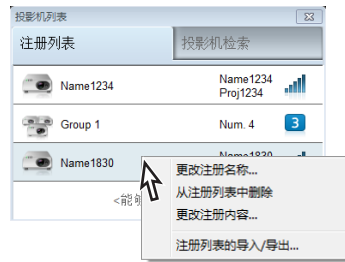 投影机列表
注册列表
投影机检索
Name1234
Name1234
Proj1234
Group 1
Num. 4
3
Name1830
Name1830
<能
更改注册名称...
从注册列表中删除
更改注册内容...
注册列表的导入/导出...